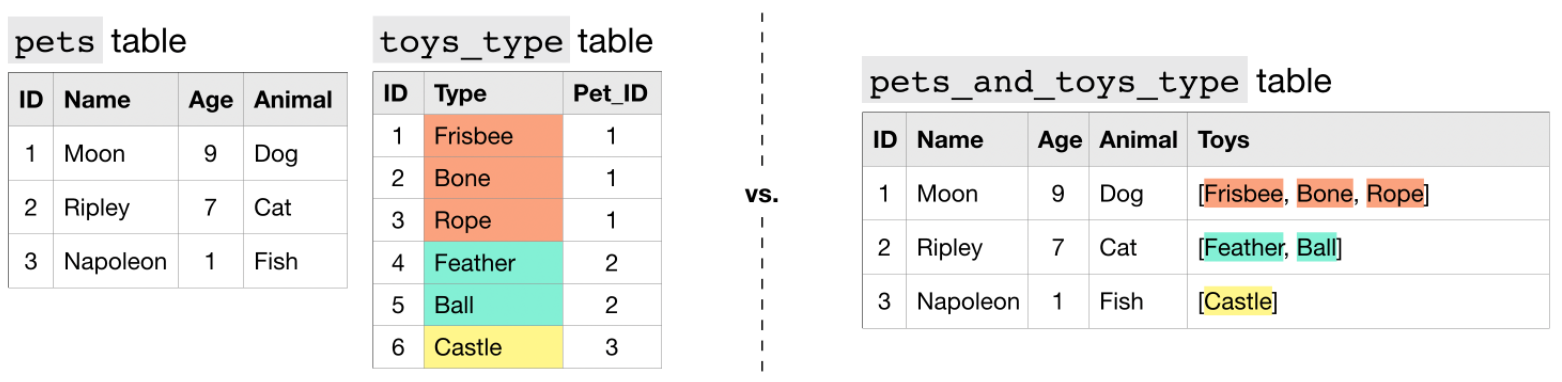 pets table
ID Name Age Animal
1 Moon 9 Dog
2 Ripley 7 Cat
3 Napoleon 1 Fish
toys_type table
ID Type Pet_ID
1 Frisbee 1
2 Bone 1
3 Rope 1
4 Feather 2
5 Ball 2
6 Castle 3
vs.
pets_and_toys_type table
ID Name Age Animal Toys
1 Moon 9 Dog [Frisbee, Bone, Rope]
2 Ripley 7 Cat [Feather, Ball]
3 Napoleon 1 Fish [Castle]